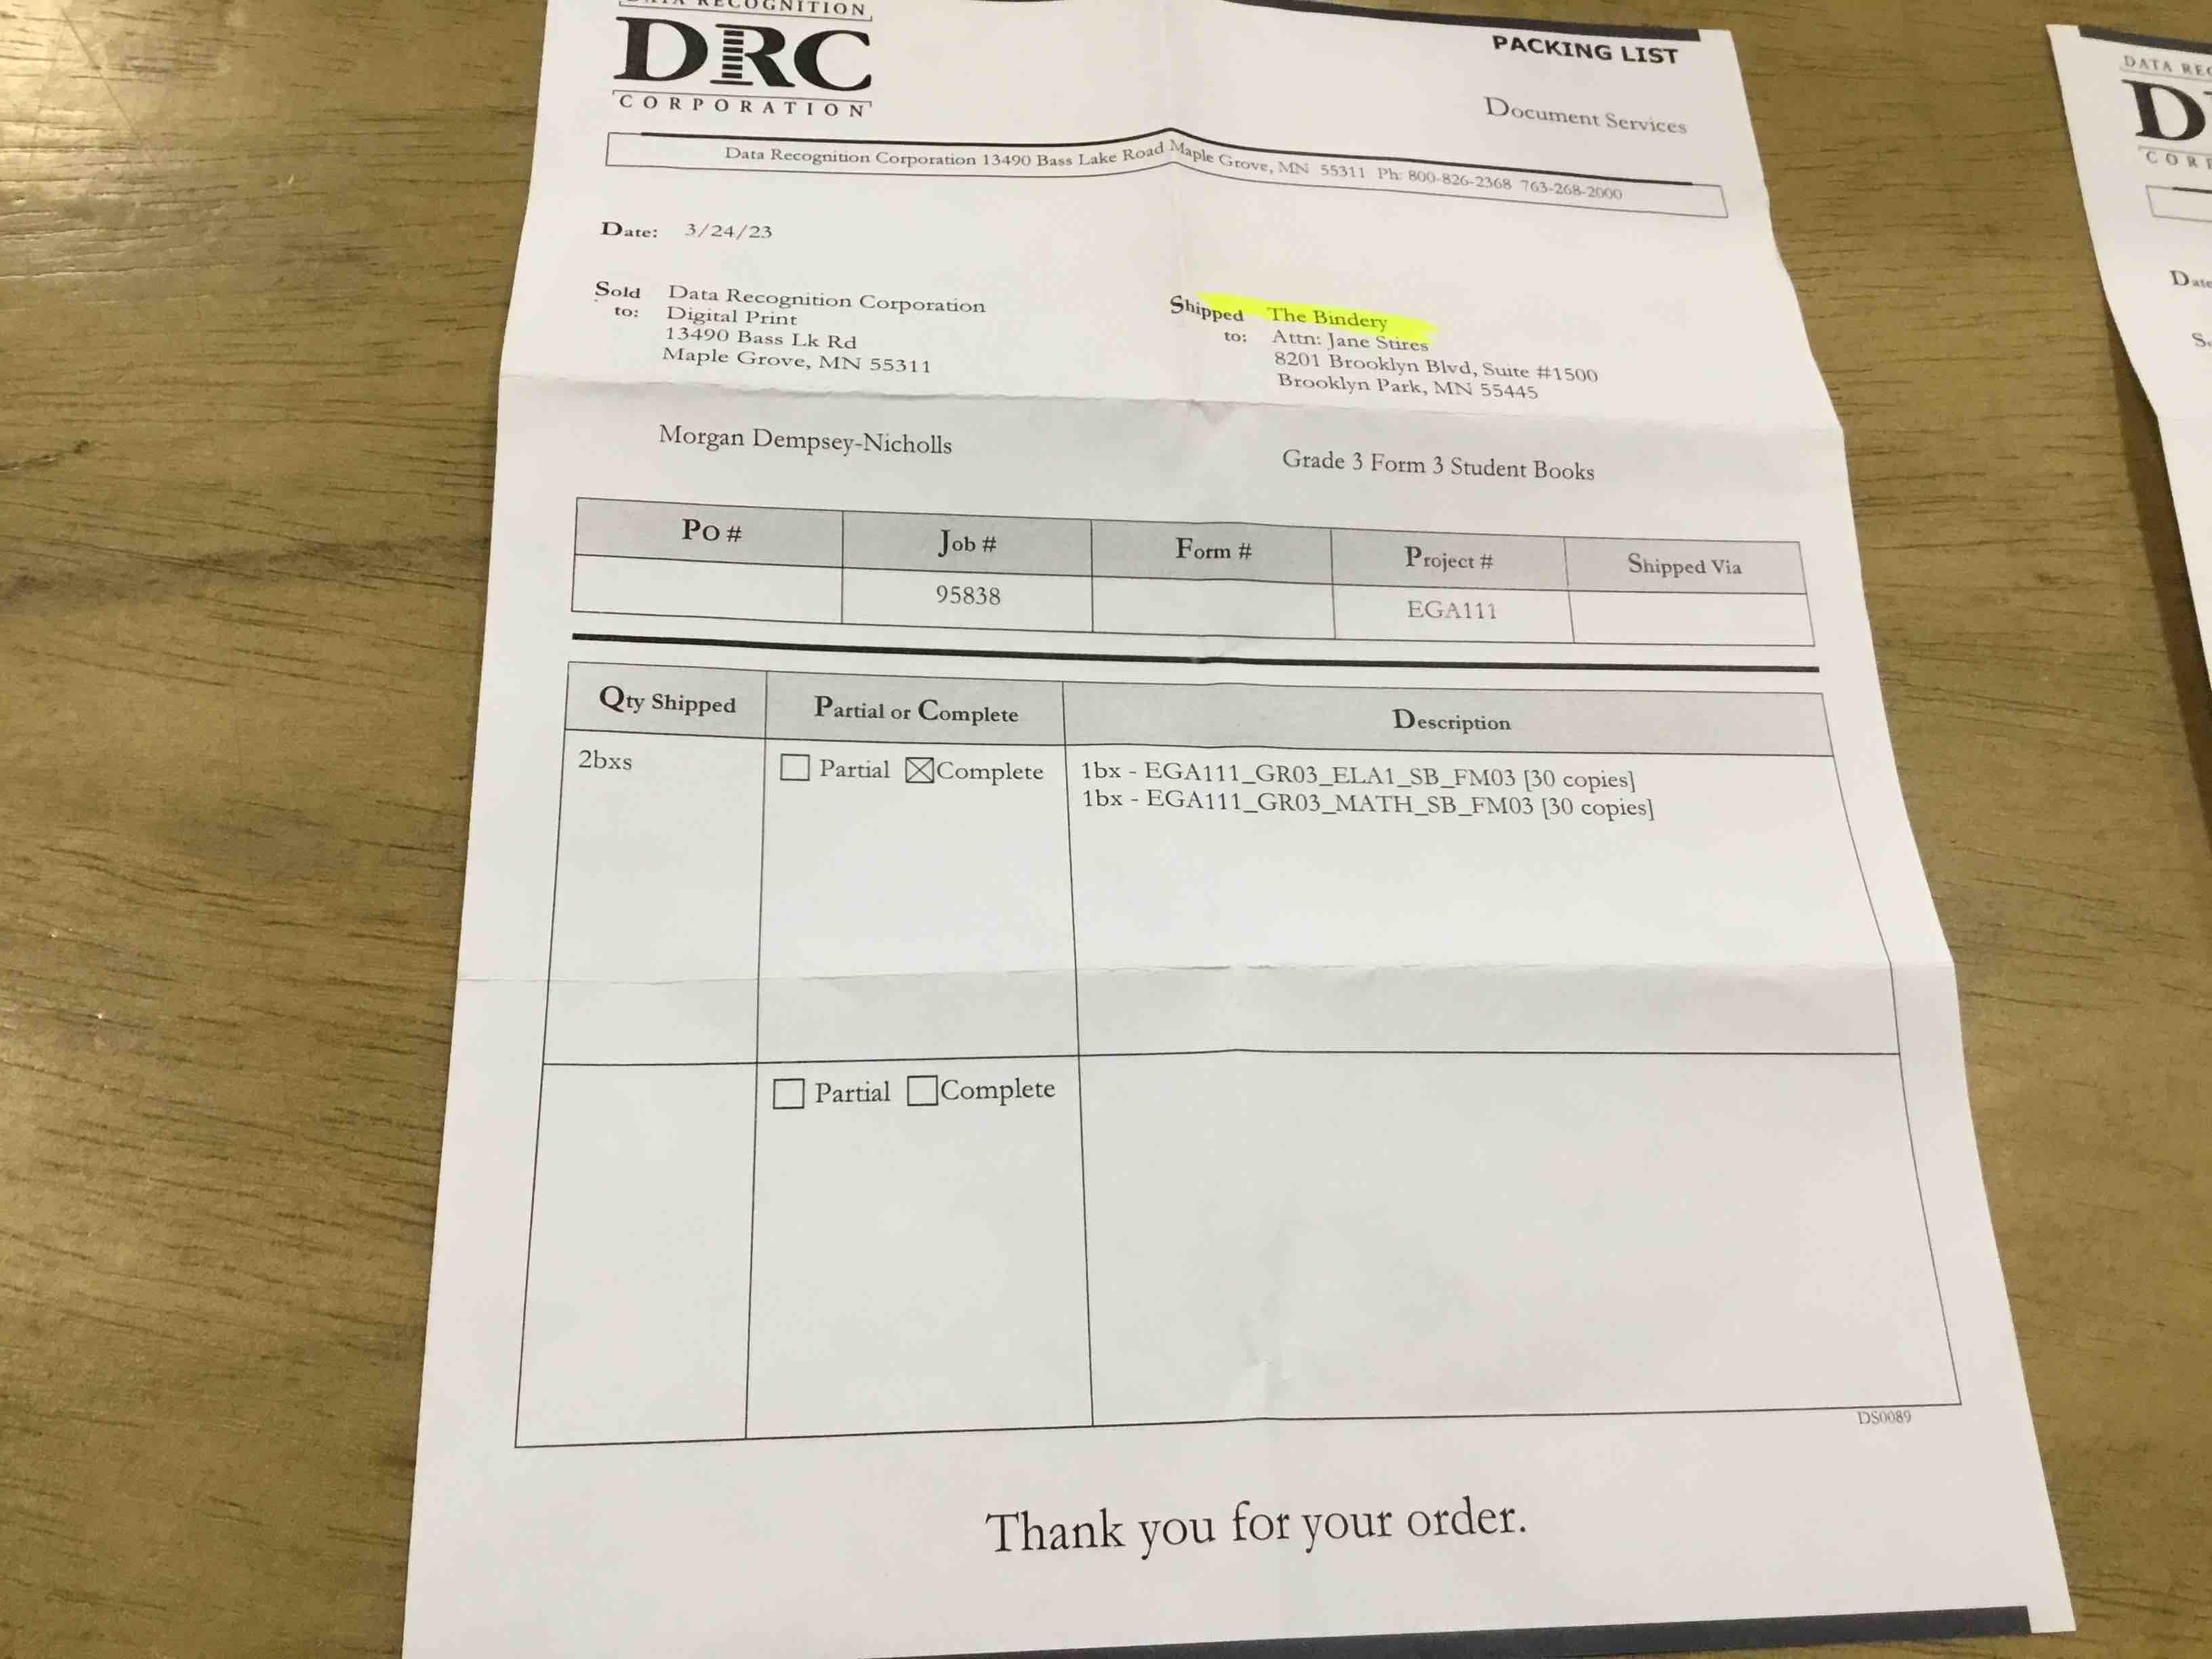 RECOGNITION
DRC
CORPORATION
PACKING LIST
Document Services
Data Recognition Corporation 13490 Bass Lake Road Maple Grove, MN 55311 Ph: 800-826-2368 763-268-2000
Date: 3/24/23
Sold to: Data Recognition Corporation
Digital Print
13490 Bass Lk Rd
Maple Grove, MN 55311
Shipped to: The Bindery
Attn: Jane Stires
8201 Brooklyn Blvd, Suite #1500
Brooklyn Park, MN 55445
Morgan Dempsey-Nicholls
Grade 3 Form 3 Student Books
PO # Job # Form # Project # Shipped Via
95838 EGA111
Qty Shipped Partial or Complete Description
2bxs Partial Complete 1bx - EGA111_GR03_ELA1_SB_FM03 [30 copies]
1bx - EGA111_GR03_MATH_SB_FM03 [30 copies]
Partial Complete
DS0089
Thank you for your order.
DATA
D
Date